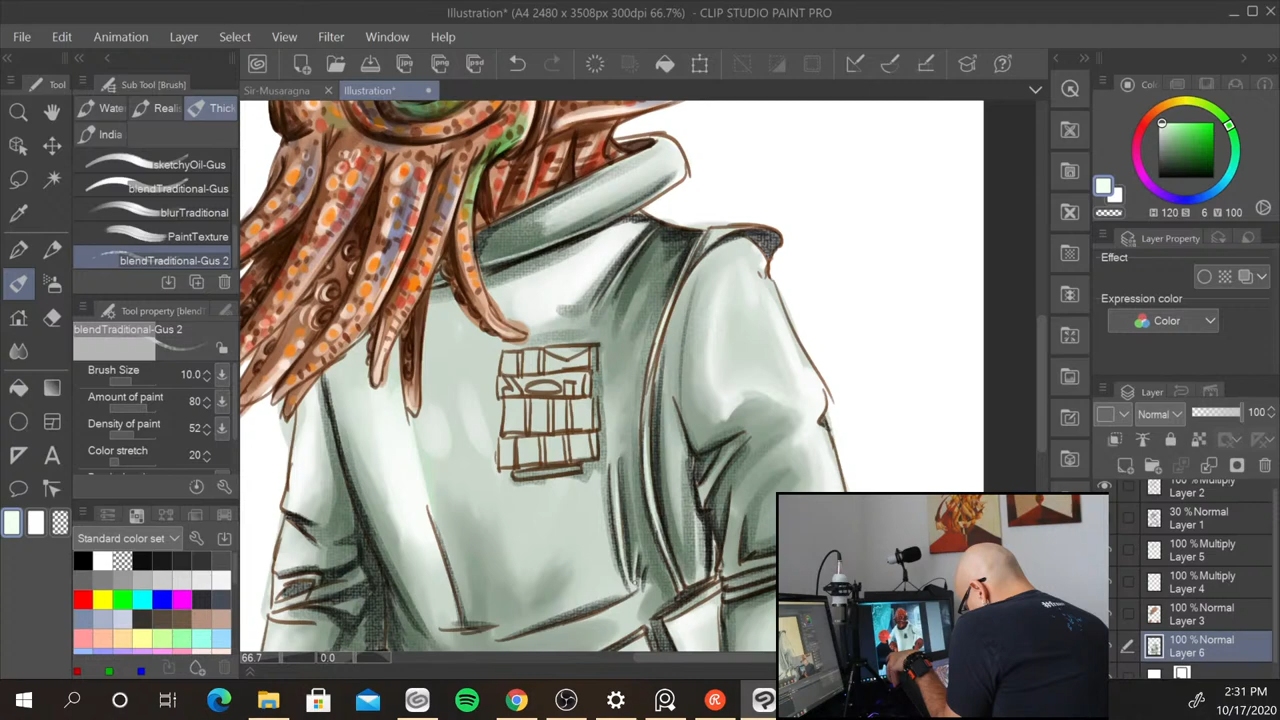 Illustration* (A4 2480 x 3508px 300dpi 66.7%) - CLIP STUDIO PAINT PRO
File Edit Animation Layer Select View Filter Window Help
Tool
Sub Tool [Brush]
Sir-Musaragna
Illustration*
Wate
Reali
Thick
India
sketchyOil-Gus
blendTraditional-Gus
blurTraditional
PaintTexture
blendTraditional-Gus 2
Tool property [blend
blendTraditional-Gus 2
Brush Size 10.0
Amount of paint 80
Density of paint 52
Color stretch 20
Standard color set
66.7
0.0
H 120 S 6 V 100
Layer Property
Effect
Expression color
Color
Layer
Normal
100
100 % Multiply
Layer 2
30 % Normal
Layer 1
100 % Multiply
Layer 5
100 % Multiply
Layer 4
100 % Normal
Layer 3
100 % Normal
Layer 6
2:31 PM
10/17/2020